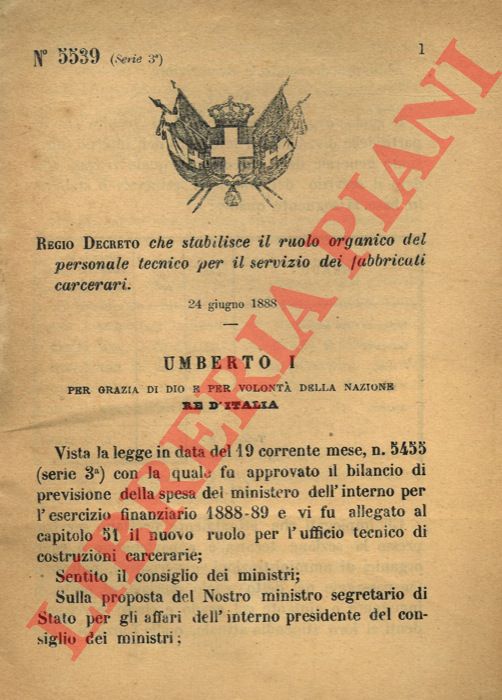 N° 5539 (Serie 3ª)
1
REGIO DECRETO che stabilisce il ruolo organico del
personale tecnico per il servizio dei fabbricati
carcerari.
24 giugno 1888
UMBERTO I
PER GRAZIA DI DIO E PER VOLONTÀ DELLA NAZIONE
RE D'ITALIA
Vista la legge in data del 19 corrente mese, n. 5455
(serie 3ª) con la quale fu approvato il bilancio di
previsione della spesa del ministero dell'interno per
l'esercizio finanziario 1888-89 e vi fu allegato al
capitolo 51 il nuovo ruolo per l'ufficio tecnico di
costruzioni carcerarie;
Sentito il consiglio dei ministri;
Sulla proposta del Nostro ministro segretario di
Stato per gli affari dell'interno presidente del con-
siglio dei ministri;
LIBRERIA PIANI